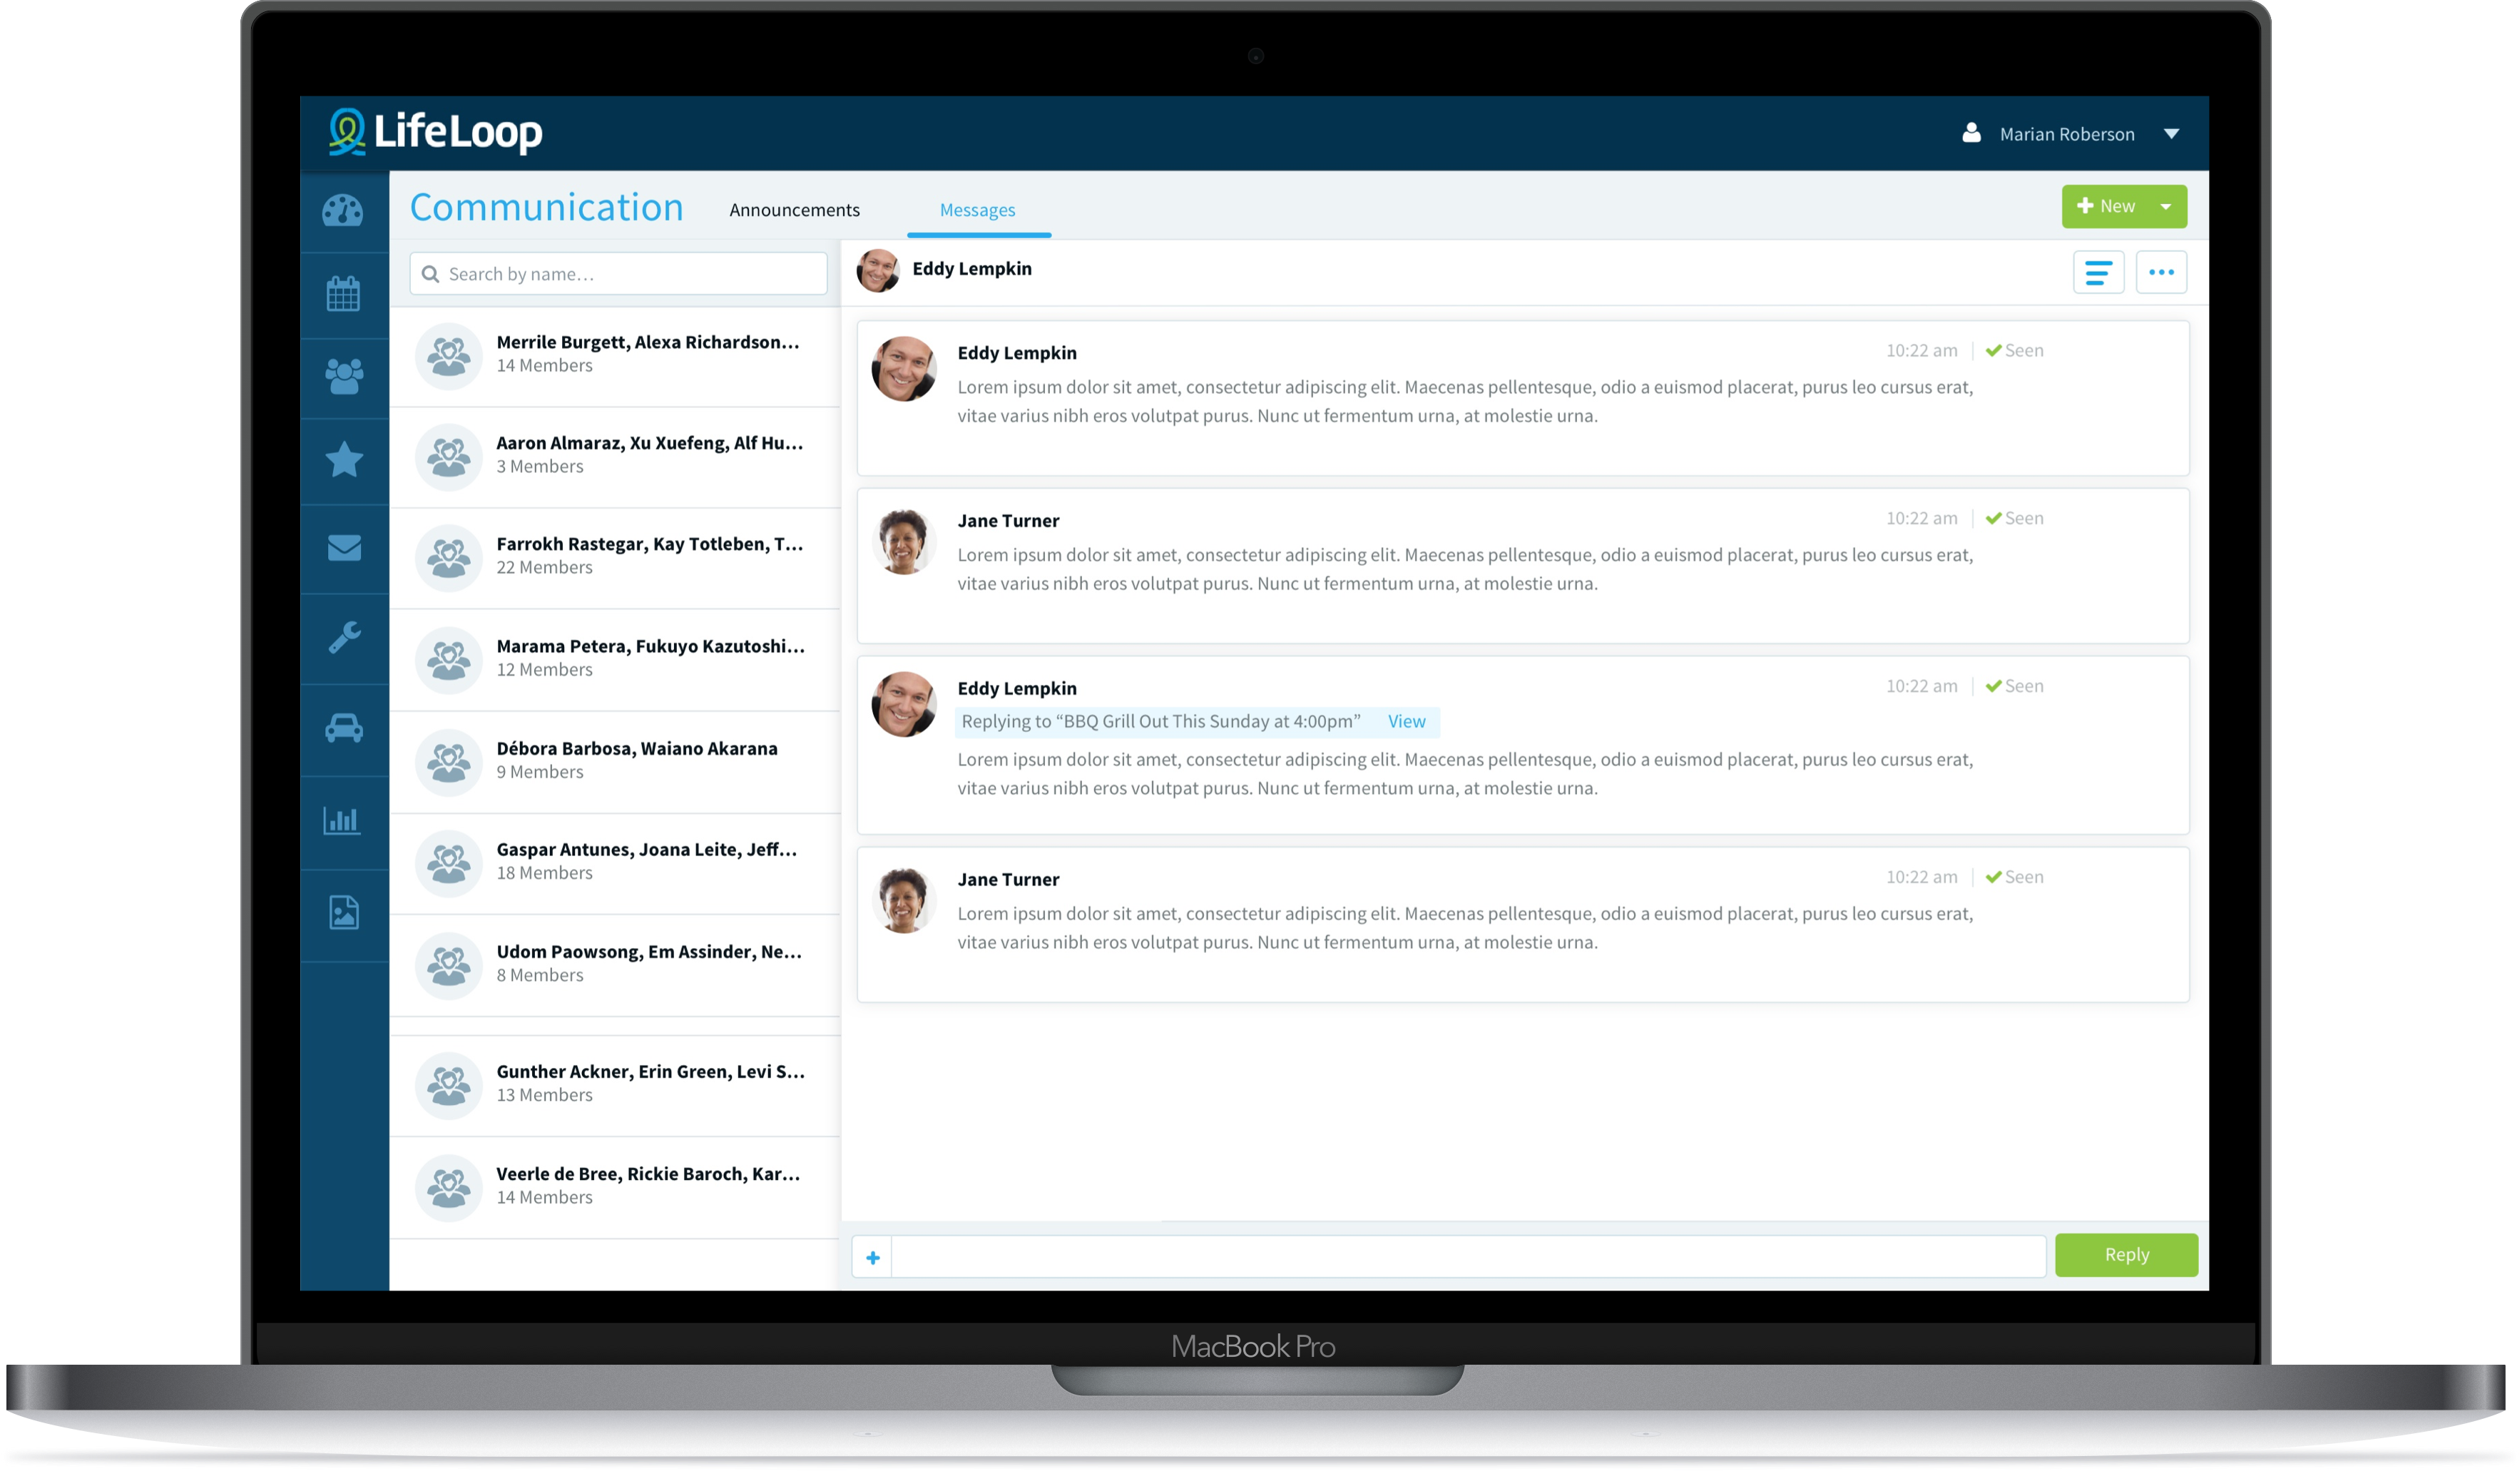 LifeLoop
Marian Roberson
Communication
Announcements
Messages
New
Search by name...
Merrile Burgett, Alexa Richardson...
14 Members
Aaron Almaraz, Xu Xuefeng, Alf Hu...
3 Members
Farrokh Rastegar, Kay Totleben, T...
22 Members
Marama Petera, Fukuyo Kazutoshi...
12 Members
Débora Barbosa, Waiano Akarana
9 Members
Gaspar Antunes, Joana Leite, Jeff...
18 Members
Udom Paowsong, Em Assinder, Ne...
8 Members
Gunther Ackner, Erin Green, Levi S...
13 Members
Veerle de Bree, Rickie Baroch, Kar...
14 Members
Eddy Lempkin
Eddy Lempkin
10:22 am Seen
Lorem ipsum dolor sit amet, consectetur adipiscing elit. Maecenas pellentesque, odio a euismod placerat, purus leo cursus erat,
vitae varius nibh eros volutpat purus. Nunc ut fermentum urna, at molestie urna.
Jane Turner
10:22 am Seen
Lorem ipsum dolor sit amet, consectetur adipiscing elit. Maecenas pellentesque, odio a euismod placerat, purus leo cursus erat,
vitae varius nibh eros volutpat purus. Nunc ut fermentum urna, at molestie urna.
Eddy Lempkin
10:22 am Seen
Replying to “BBQ Grill Out This Sunday at 4:00pm” View
Lorem ipsum dolor sit amet, consectetur adipiscing elit. Maecenas pellentesque, odio a euismod placerat, purus leo cursus erat,
vitae varius nibh eros volutpat purus. Nunc ut fermentum urna, at molestie urna.
Jane Turner
10:22 am Seen
Lorem ipsum dolor sit amet, consectetur adipiscing elit. Maecenas pellentesque, odio a euismod placerat, purus leo cursus erat,
vitae varius nibh eros volutpat purus. Nunc ut fermentum urna, at molestie urna.
Reply
MacBook Pro